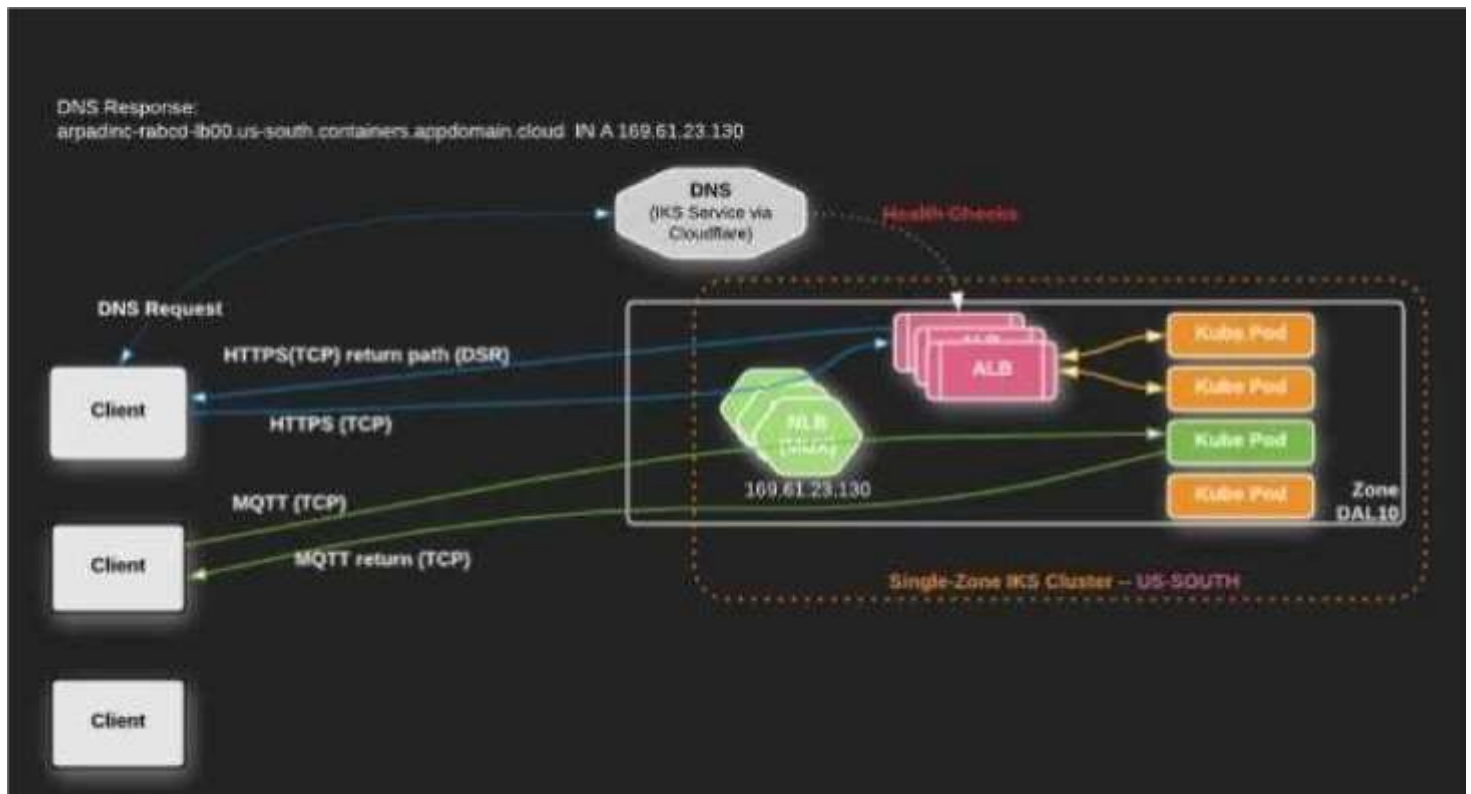 DNS Response:
arpadinc-rabcd-lb00.us-south.containers.appdomain.cloud IN A 169.61.23.130
DNS
(IKS Service via
Cloudflare)
Health Checks
DNS Request
HTTPS(TCP) return path (DSR)
ALB
ALB
Kube Pod
Kube Pod
Client
HTTPS (TCP)
NLB
Kube Pod
169.61.23.130
MQTT (TCP)
Kube Pod
Zone
DAL10
Client
MQTT return (TCP)
Single-Zone IKS Cluster -- US-SOUTH
Client